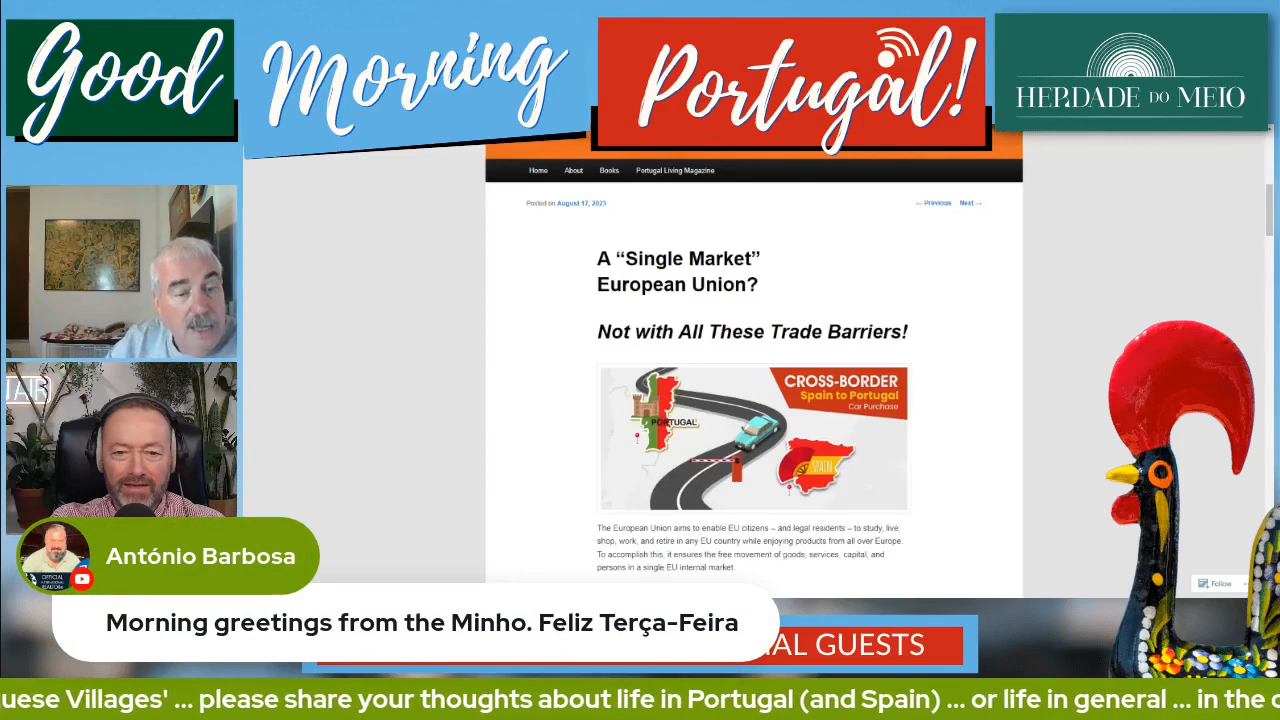 Good Morning Portugal!
HERDADE DO MEIO
Home About Books Portugal Living Magazine
Posted on August 17, 2023
← Previous Next →
A “Single Market”
European Union?
Not with All These Trade Barriers!
CROSS-BORDER
Spain to Portugal
Car Purchase
PORTUGAL
SPAIN
The European Union aims to enable EU citizens – and legal residents – to study, live,
shop, work, and retire in any EU country while enjoying products from all over Europe.
To accomplish this, it ensures the free movement of goods, services, capital, and
persons in a single EU internal market.
Follow
António Barbosa
Morning greetings from the Minho. Feliz Terça-Feira
IAL GUESTS
uese Villages' ... please share your thoughts about life in Portugal (and Spain) ... or life in general ... in the c